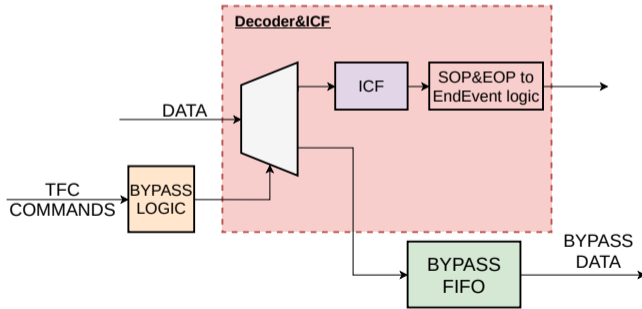 Decoder&ICF
DATA
ICF
SOP&EOP to
EndEvent logic
TFC
COMMANDS
BYPASS
LOGIC
BYPASS
FIFO
BYPASS
DATA